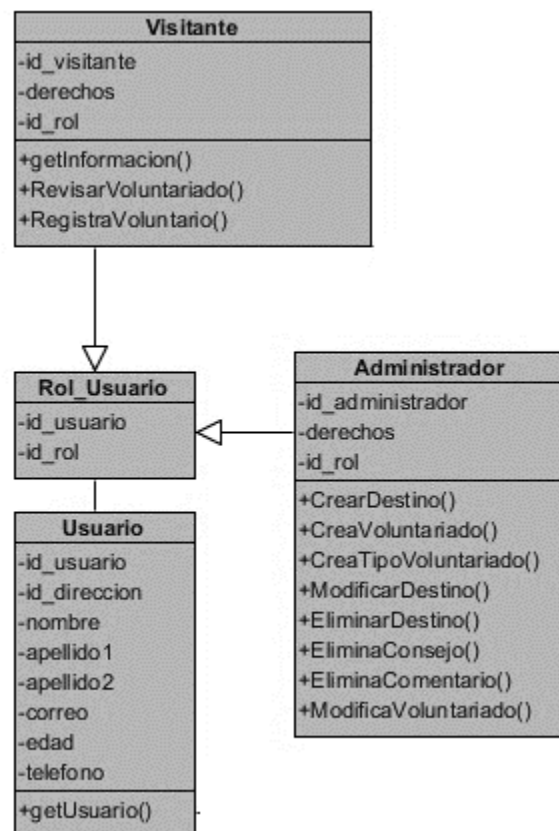 Visitante
-id_visitante
-derechos
-id_rol
+getInformacion()
+RevisarVoluntariado()
+RegistraVoluntario()
Rol_Usuario
-id_usuario
-id_rol
Usuario
-id_usuario
-id_direccion
-nombre
-apellido1
-apellido2
-correo
-edad
-telefono
+getUsuario()
Administrador
-id_administrador
-derechos
-id_rol
+CrearDestino()
+CreaVoluntariado()
+CreaTipoVoluntariado()
+ModificarDestino()
+EliminarDestino()
+EliminaConsejo()
+EliminaComentario()
+ModificaVoluntariado()